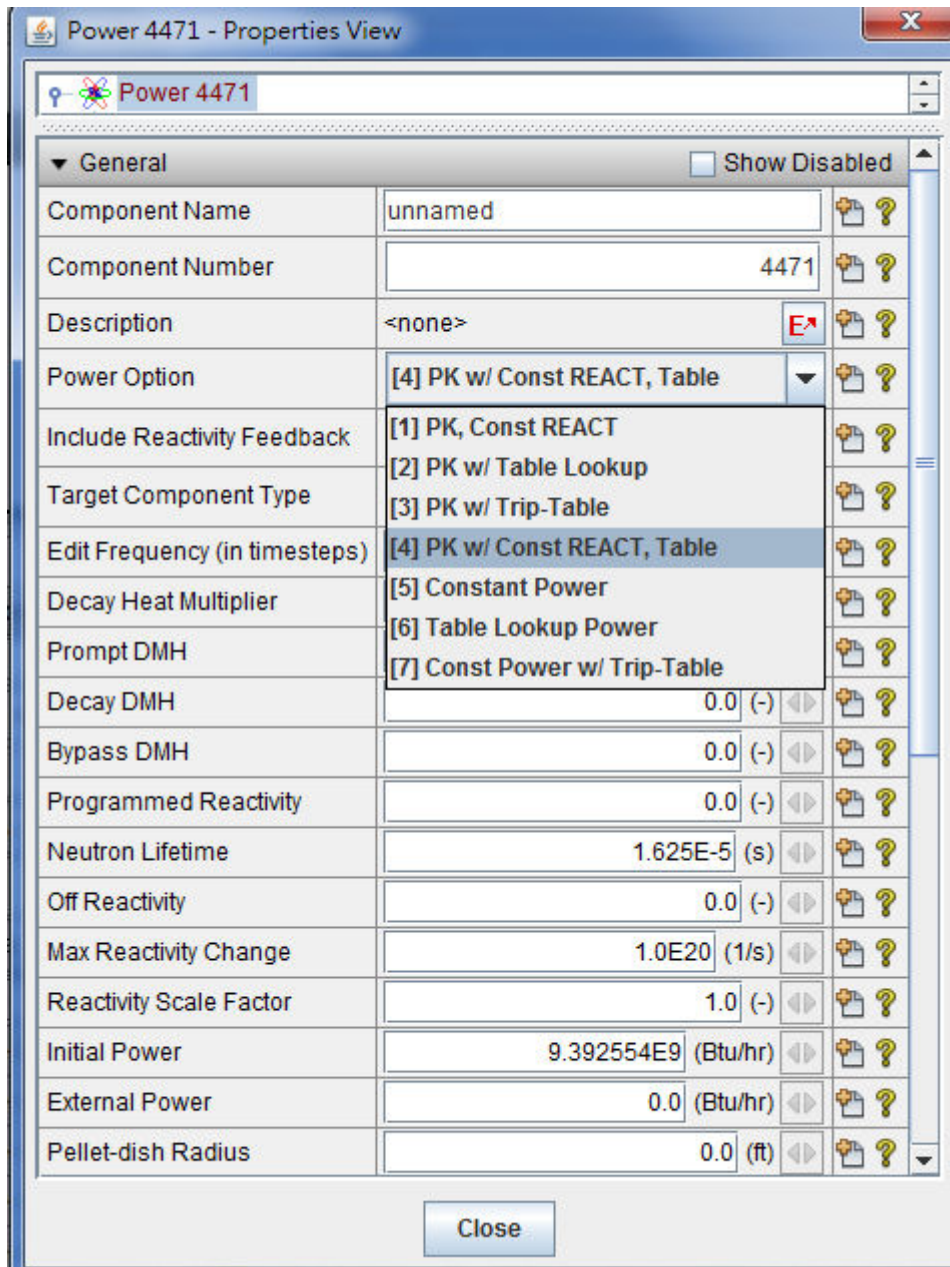 Power 4471 - Properties View
Power 4471
General Show Disabled
Component Name unnamed
Component Number 4471
Description <none> E
Power Option [4] PK w/ Const REACT, Table
Include Reactivity Feedback
[1] PK, Const REACT
[2] PK w/ Table Lookup
Target Component Type
[3] PK w/ Trip-Table
Edit Frequency (in timesteps)
[4] PK w/ Const REACT, Table
Decay Heat Multiplier
[5] Constant Power
[6] Table Lookup Power
Prompt DMH
[7] Const Power w/ Trip-Table
Decay DMH 0.0 (-)
Bypass DMH 0.0 (-)
Programmed Reactivity 0.0 (-)
Neutron Lifetime 1.625E-5 (s)
Off Reactivity 0.0 (-)
Max Reactivity Change 1.0E20 (1/s)
Reactivity Scale Factor 1.0 (-)
Initial Power 9.392554E9 (Btu/hr)
External Power 0.0 (Btu/hr)
Pellet-dish Radius 0.0 (ft)
Close